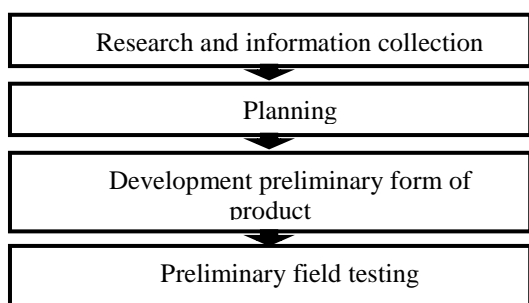 Research and information collection
Planning
Development preliminary form of
product
Preliminary field testing